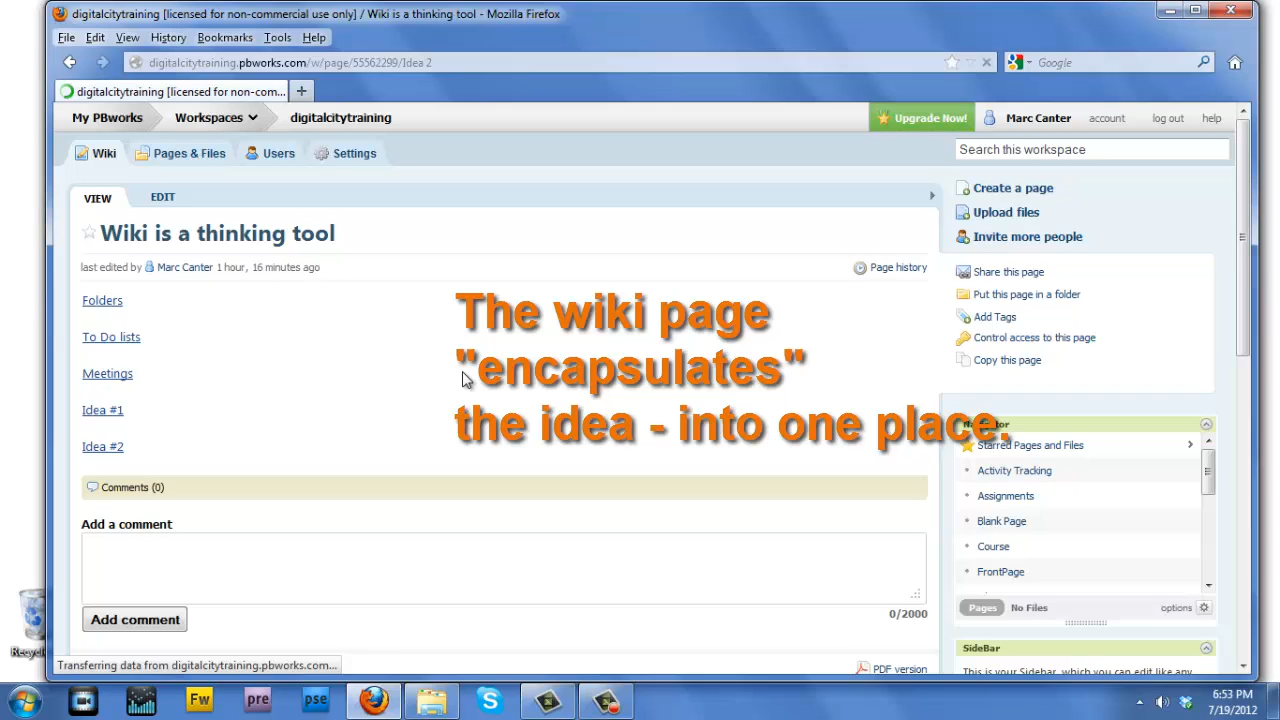 digitalcitytraining [licensed for non-commercial use only] / Wiki is a thinking tool - Mozilla Firefox
File Edit View History Bookmarks Tools Help
digitalcitytraining.pbworks.com/w/page/55562299/Idea 2
Google
digitalcitytraining [licensed for non-com...
My PBworks Workspaces digitalcitytraining
Upgrade Now! Marc Canter account log out help
Wiki Pages & Files Users Settings
Search this workspace
VIEW EDIT
Wiki is a thinking tool
last edited by Marc Canter 1 hour, 16 minutes ago
Page history
Folders
To Do lists
Meetings
Idea #1
Idea #2
The wiki page
"encapsulates"
the idea - into one place.
Comments (0)
Add a comment
Add comment
0/2000
PDF version
Create a page
Upload files
Invite more people
Share this page
Put this page in a folder
Add Tags
Control access to this page
Copy this page
Starred Pages and Files
Activity Tracking
Assignments
Blank Page
Course
FrontPage
Pages No Files options
SideBar
This is your Sidebar, which you can edit like any
Transferring data from digitalcitytraining.pbworks.com...
Fw pre pse
6:53 PM
7/19/2012